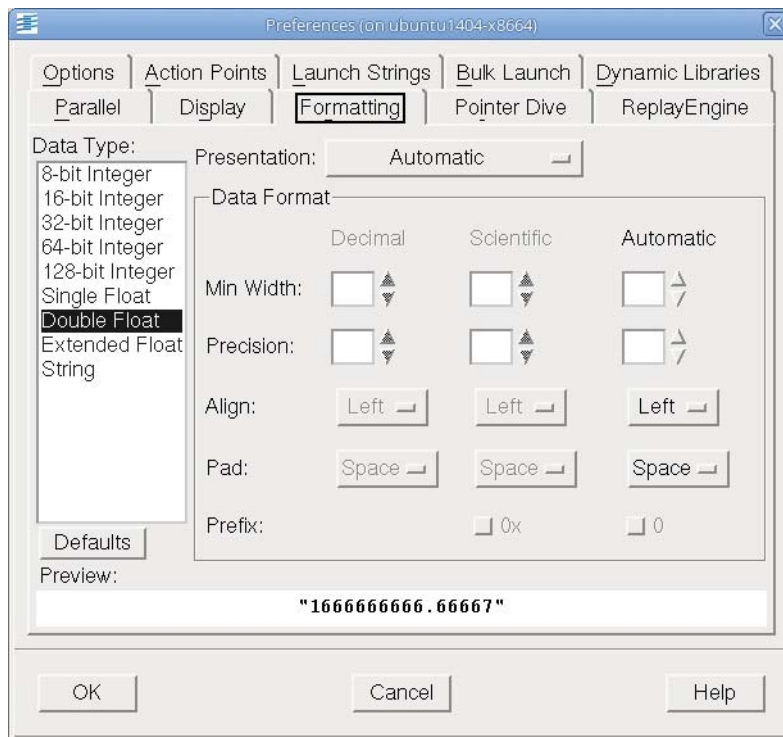 Preferences (on ubuntu1404-x8664)
Options Action Points Launch Strings Bulk Launch Dynamic Libraries
Parallel Display Formatting Pointer Dive ReplayEngine
Data Type:
8-bit Integer
16-bit Integer
32-bit Integer
64-bit Integer
128-bit Integer
Single Float
Double Float
Extended Float
String
Defaults
Presentation: Automatic
Data Format
Decimal Scientific Automatic
Min Width:
Precision:
Align: Left Left Left
Pad: Space Space Space
Prefix: 0x 0
Preview:
"1666666666.66667"
OK Cancel Help